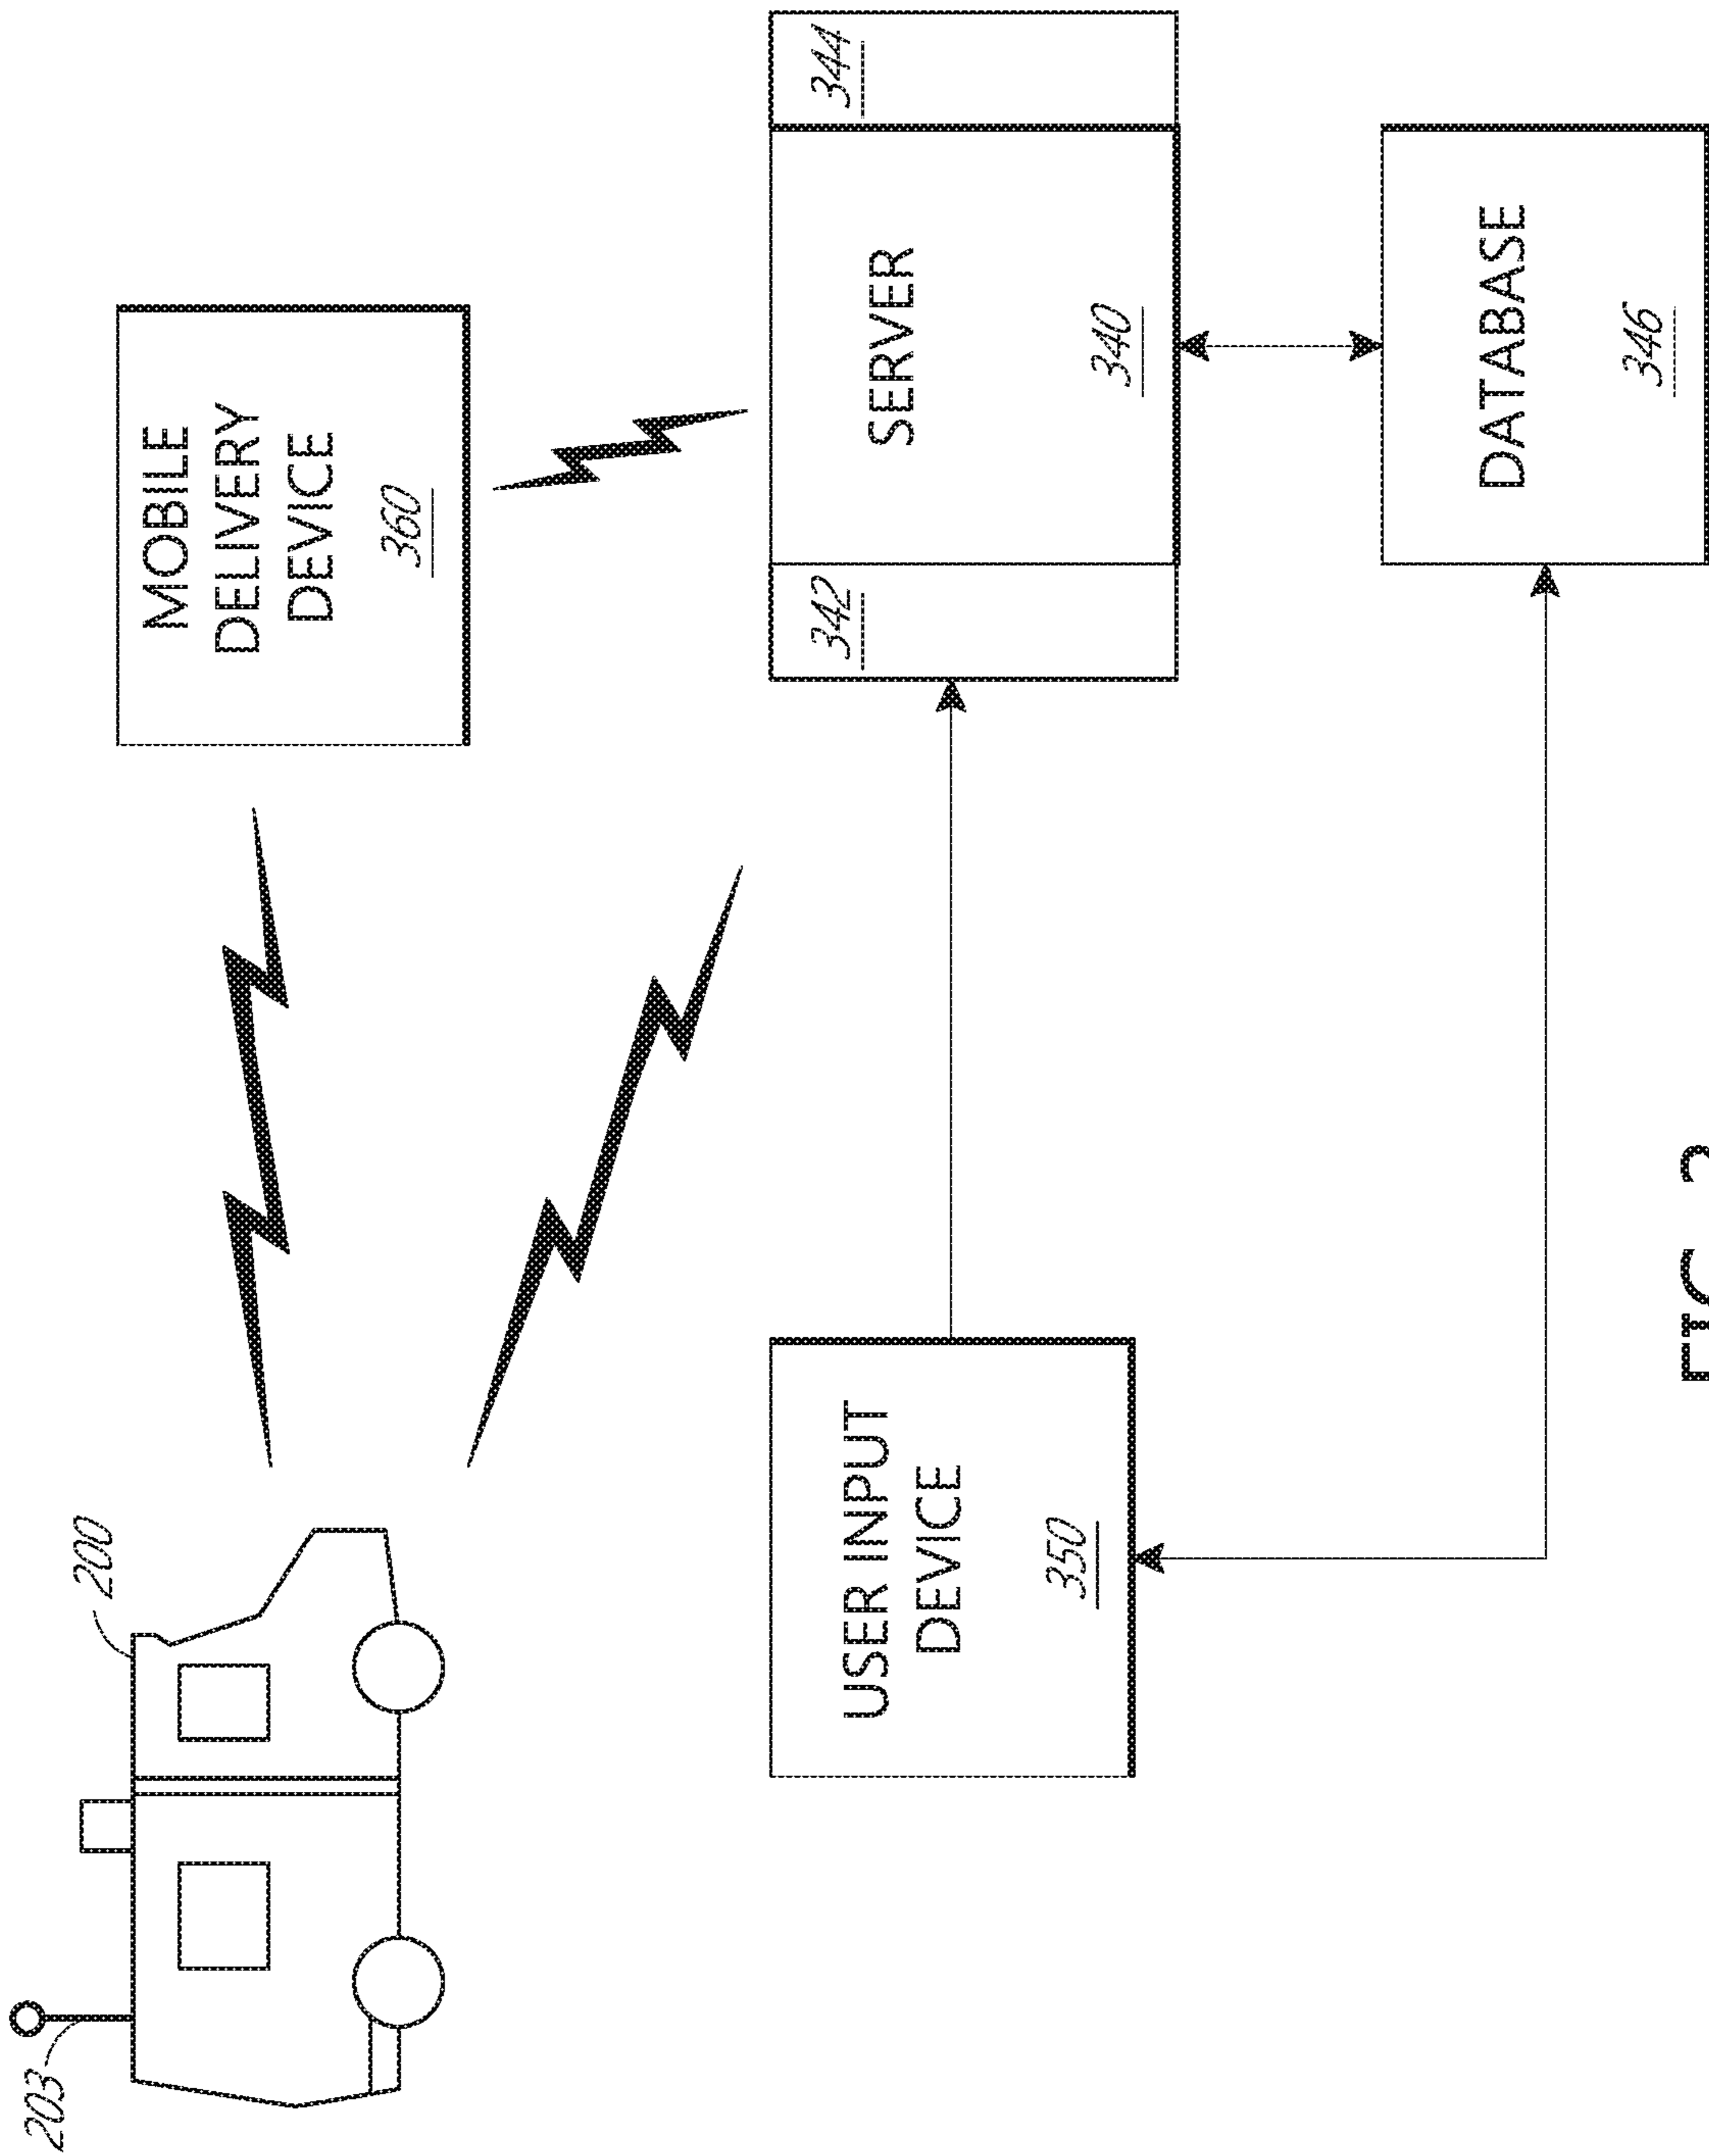 203
200
MOBILE
DELIVERY
DEVICE
360
USER INPUT
DEVICE
350
342
SERVER
340
344
DATABASE
346